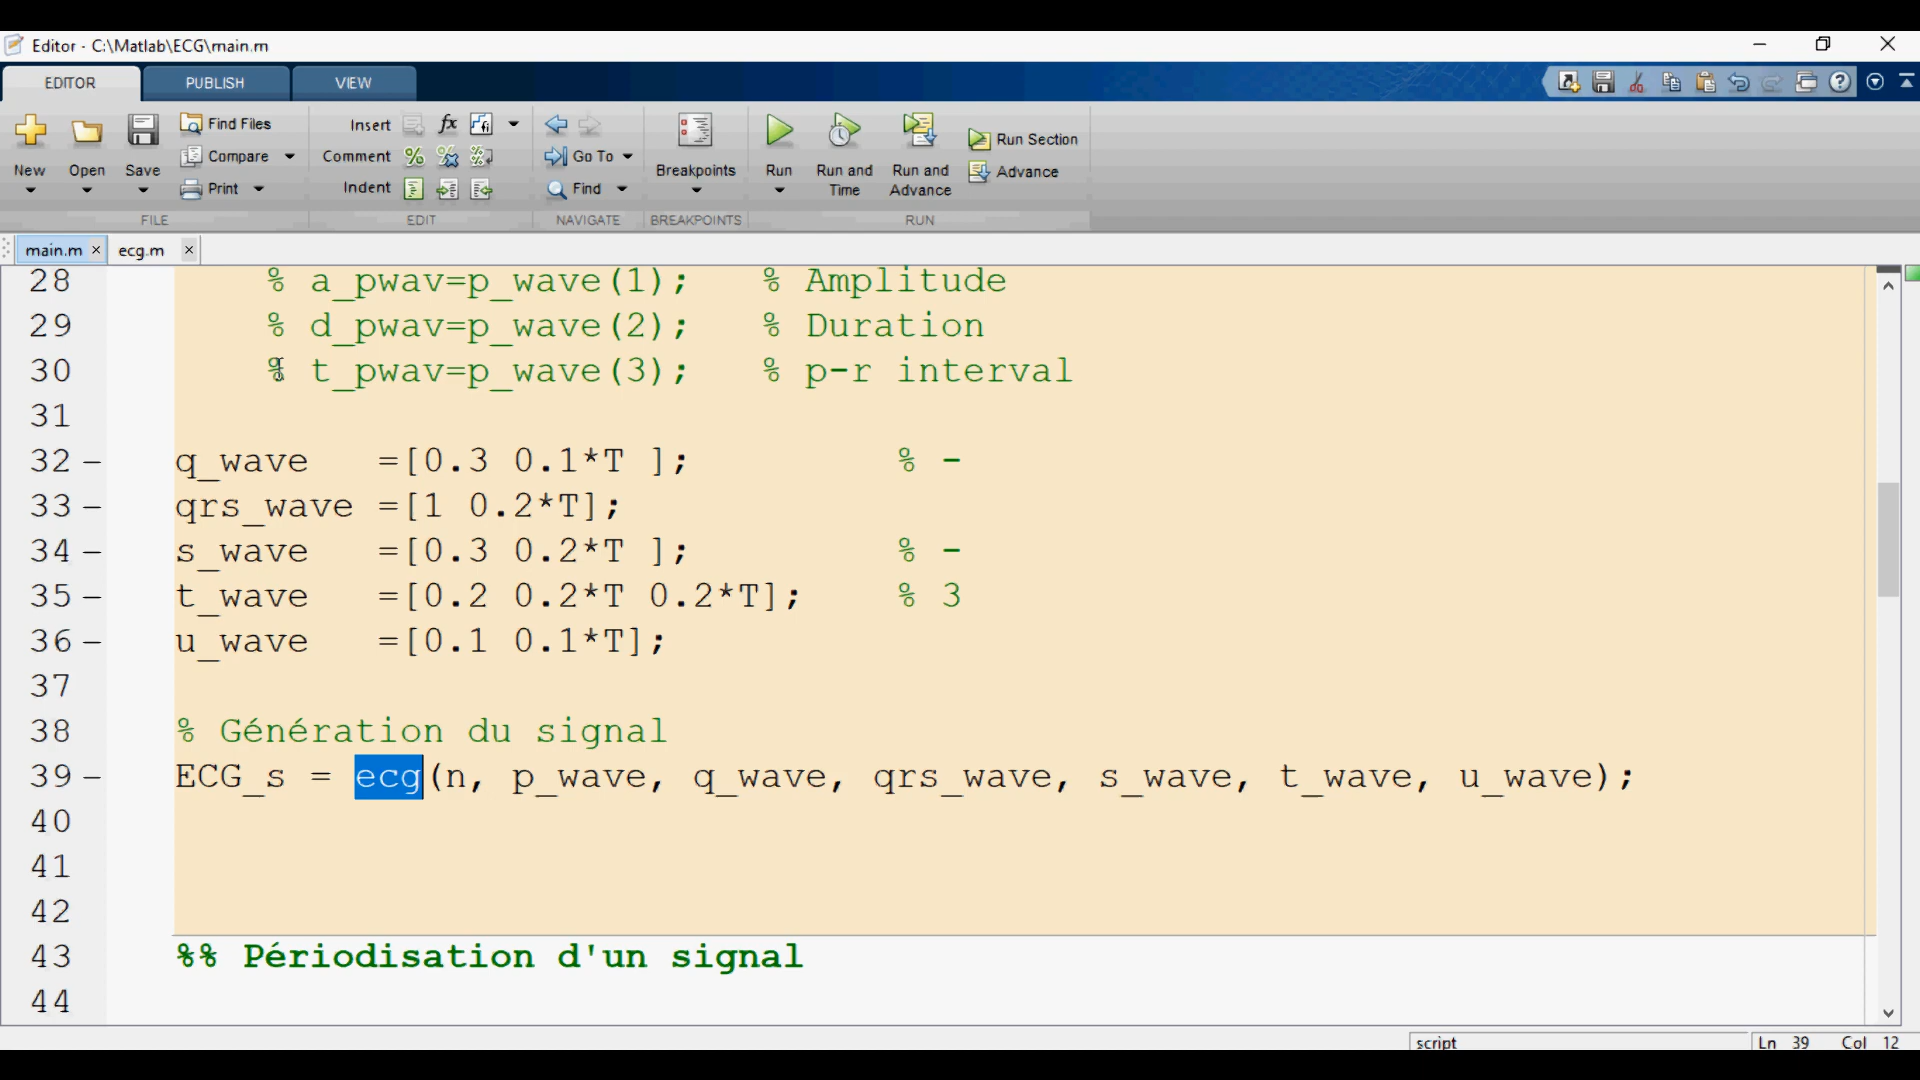 Editor - C:\Matlab\ECG\main.m
EDITOR PUBLISH VIEW
New
Open
Save
Find Files
Compare
Print
FILE
Insert fx
Comment
Indent
EDIT
Go To
Find
NAVIGATE
Breakpoints
BREAKPOINTS
Run
Run and Time
Run and Advance
Run Section
Advance
RUN
main.m × ecg.m ×
28 % a_pwav=p_wave(1); % Amplitude
29 % d_pwav=p_wave(2); % Duration
30 % t_pwav=p_wave(3); % p-r interval
31
32 – q_wave =[0.3 0.1*T ]; % -
33 – qrs_wave =[1 0.2*T];
34 – s_wave =[0.3 0.2*T ]; % -
35 – t_wave =[0.2 0.2*T 0.2*T]; % 3
36 – u_wave =[0.1 0.1*T];
37
38 % Génération du signal
39 – ECG_s = ecg(n, p_wave, q_wave, qrs_wave, s_wave, t_wave, u_wave);
40
41
42
43 %% Périodisation d'un signal
44
script Ln 39 Col 12